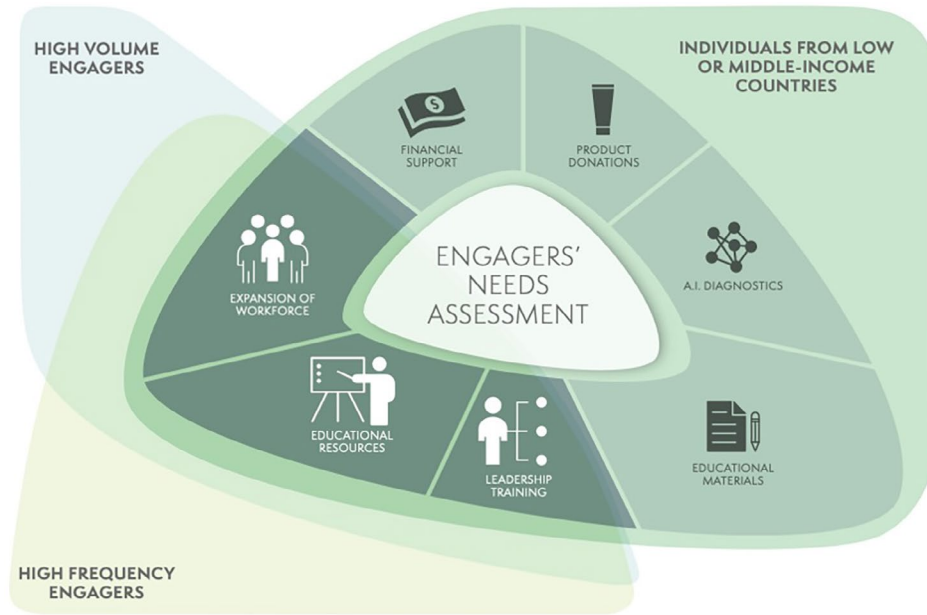 HIGH VOLUME
ENGAGERS
INDIVIDUALS FROM LOW
OR MIDDLE-INCOME
COUNTRIES
$
FINANCIAL
SUPPORT
PRODUCT
DONATIONS
EXPANSION OF
WORKFORCE
ENGAGERS'
NEEDS
ASSESSMENT
A.I. DIAGNOSTICS
EDUCATIONAL
RESOURCES
LEADERSHIP
TRAINING
EDUCATIONAL
MATERIALS
HIGH FREQUENCY
ENGAGERS